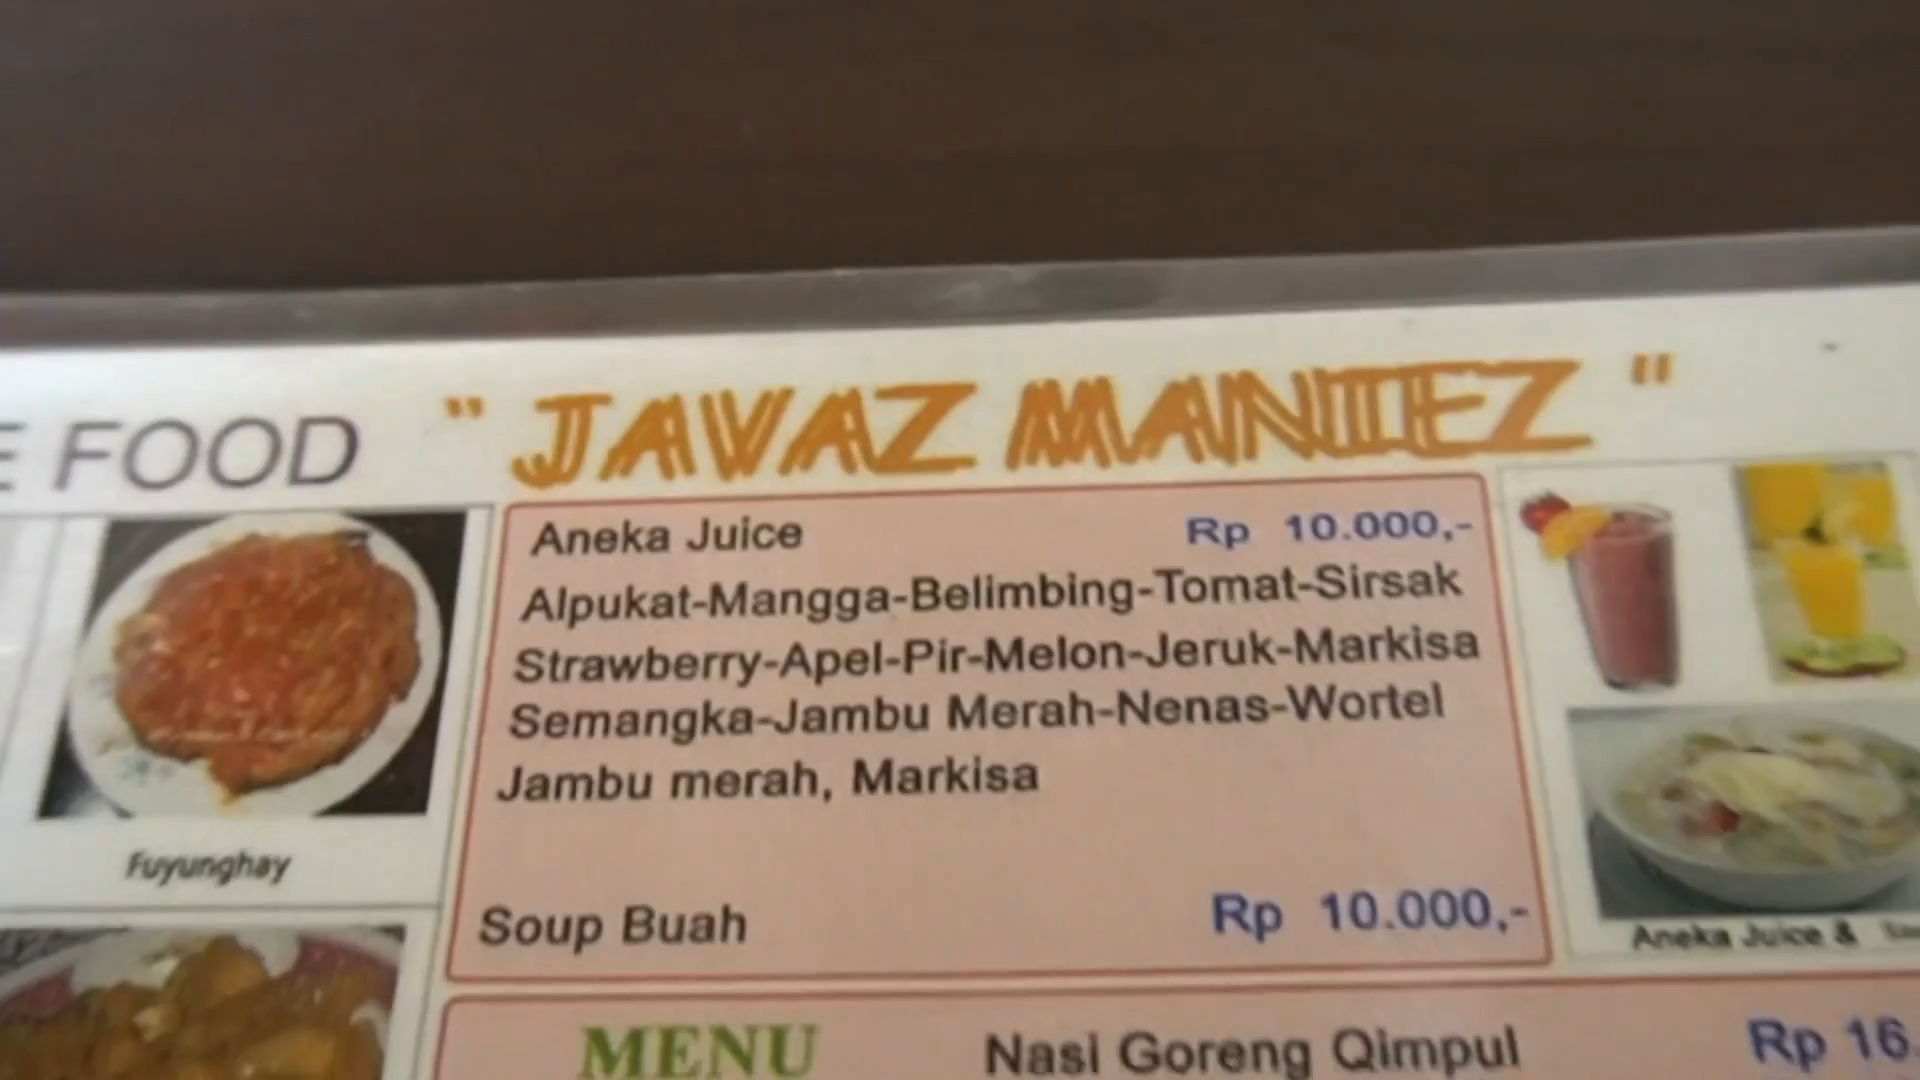 FOOD " JAVAZ MANIEZ "
Aneka Juice Rp 10.000,-
Alpukat-Mangga-Belimbing-Tomat-Sirsak
Strawberry-Apel-Pir-Melon-Jeruk-Markisa
Semangka-Jambu Merah-Nenas-Wortel
Jambu merah, Markisa
Fuyunghay
Soup Buah Rp 10.000,-
Aneka Juice &
MENU Nasi Goreng Qimpul Rp 16.